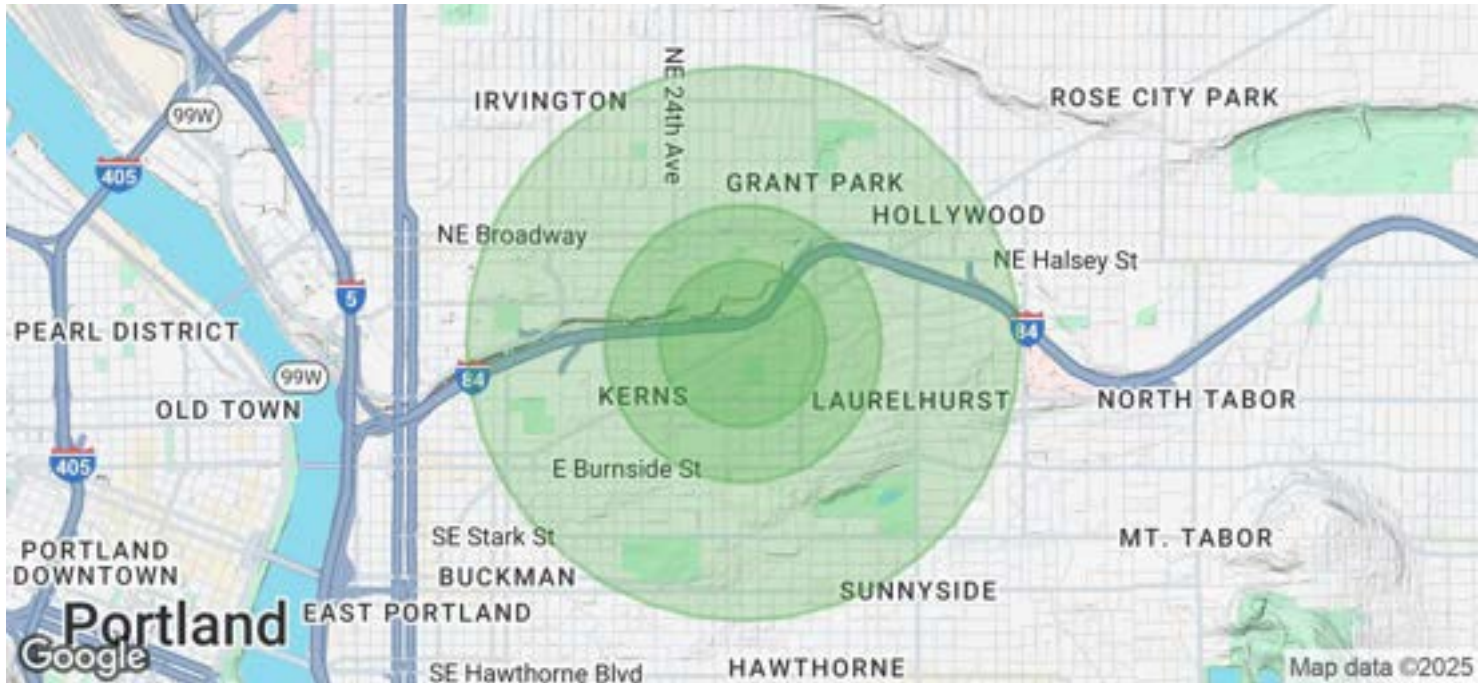 99W
IRVINGTON
NE 24th Ave
ROSE CITY PARK
405
GRANT PARK
HOLLYWOOD
NE Broadway
NE Halsey St
5
PEARL DISTRICT
84
99W
84
OLD TOWN
KERNS
LAURELHURST
NORTH TABOR
405
E Burnside St
SE Stark St
MT. TABOR
PORTLAND
DOWNTOWN
BUCKMAN
SUNNYSIDE
EAST PORTLAND
Portland
Google
SE Hawthorne Blvd
HAWTHORNE
Map data ©2025